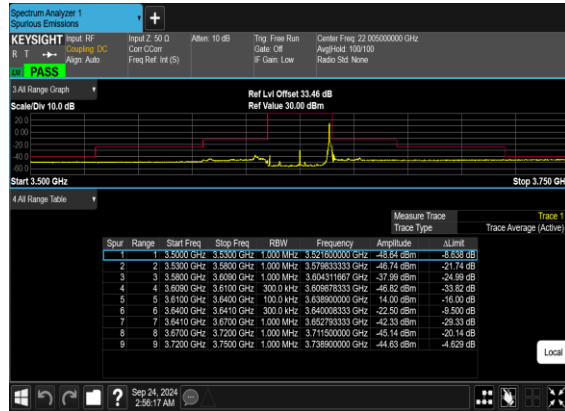 Spectrum Analyzer 1
Spurious Emissions
+
KEYSIGHT Input: RF Input Z: 50 Ω Atten: 10 dB Trig: Free Run Center Freq: 22.005000000 GHz
R T Coupling: DC Corr CCorr Gate: Off Avg|Hold: 100/100
Align: Auto Freq Ref: Int (S) IF Gain: Low Radio Std: None
PASS
3 All Range Graph
Ref Lvl Offset 33.46 dB
Scale/Div 10.0 dB Ref Value 30.00 dBm
20.0
0.00
-20.0
-40.0
-60.0
Start 3.500 GHz Stop 3.750 GH
4 All Range Table
Measure Trace Trace 1
Trace Type Trace Average (Active)
Spur Range Start Freq Stop Freq RBW Frequency Amplitude ΔLimit
1 1 3.5000 GHz 3.5300 GHz 1.000 MHz 3.521600000 GHz -48.64 dBm -8.638 dB
2 2 3.5300 GHz 3.5800 GHz 1.000 MHz 3.579833333 GHz -46.74 dBm -21.74 dB
3 3 3.5800 GHz 3.6090 GHz 1.000 MHz 3.604311667 GHz -37.99 dBm -24.99 dB
4 4 3.6090 GHz 3.6100 GHz 300.0 kHz 3.609878333 GHz -46.82 dBm -33.82 dB
5 5 3.6100 GHz 3.6400 GHz 100.0 kHz 3.638900000 GHz 14.00 dBm -16.00 dB
6 6 3.6400 GHz 3.6410 GHz 300.0 kHz 3.640008333 GHz -22.50 dBm -9.500 dB
7 7 3.6410 GHz 3.6700 GHz 1.000 MHz 3.652793333 GHz -42.33 dBm -29.33 dB
8 8 3.6700 GHz 3.7200 GHz 1.000 MHz 3.711500000 GHz -45.14 dBm -20.14 dB
9 9 3.7200 GHz 3.7500 GHz 1.000 MHz 3.738900000 GHz -44.63 dBm -4.629 dB
Local
? Sep 24, 2024
2:56:17 AM